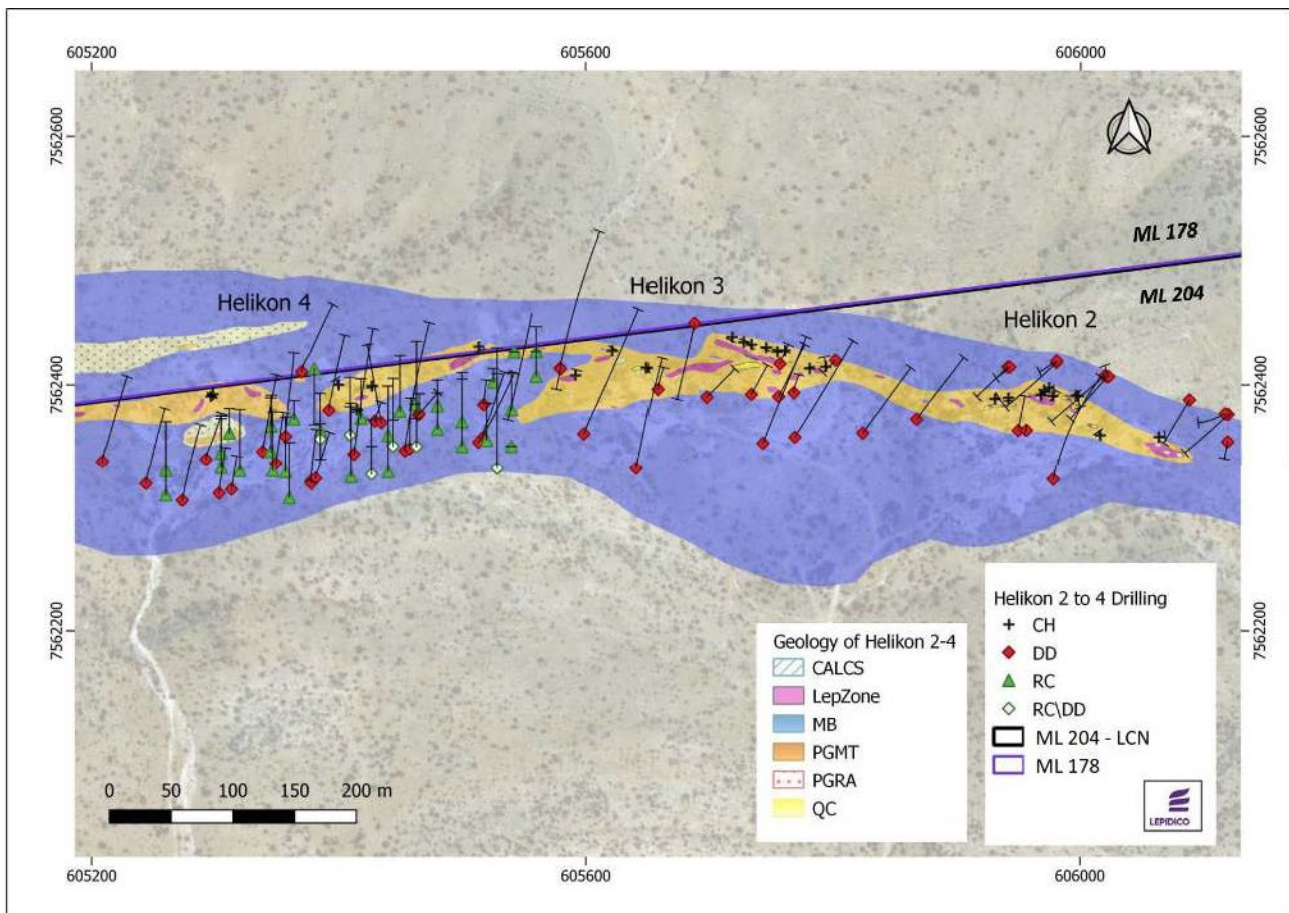 605200
605600
606000
7562600
7562600
ML 178
ML 204
Helikon 4
Helikon 3
Helikon 2
7562400
7562400
7562200
7562200
Helikon 2 to 4 Drilling
CH
DD
RC
RC\DD
ML 204 - LCN
ML 178
LEPIDICO
Geology of Helikon 2-4
CALCS
LepZone
MB
PGMT
PGRA
QC
0 50 100 150 200 m
605200
605600
606000